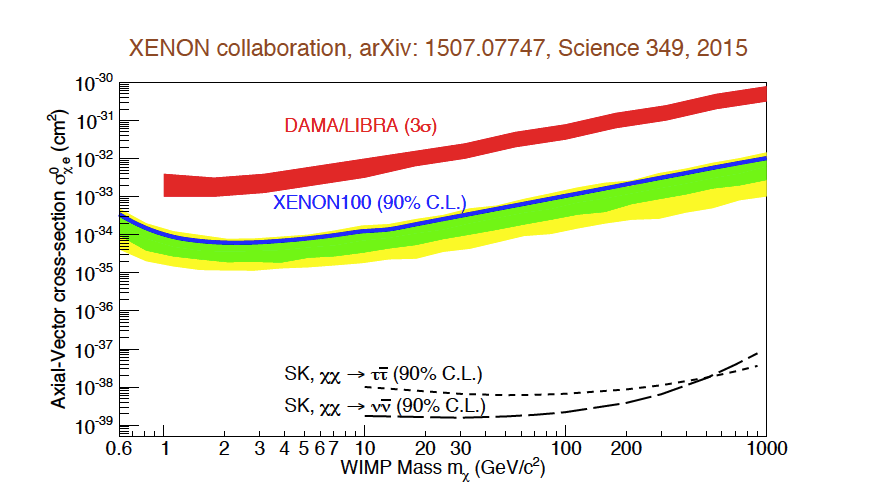 XENON collaboration, arXiv: 1507.07747, Science 349, 2015
Axial-Vector cross-section σ⁰χe (cm²)
10⁻³⁰
10⁻³¹
10⁻³²
10⁻³³
10⁻³⁴
10⁻³⁵
10⁻³⁶
10⁻³⁷
10⁻³⁸
10⁻³⁹
DAMA/LIBRA (3σ)
XENON100 (90% C.L.)
SK, χχ → ττ̅ (90% C.L.)
SK, χχ → νν̅ (90% C.L.)
0.6 1 2 3 4 5 6 7 10 20 30 100 200 1000
WIMP Mass mχ (GeV/c²)